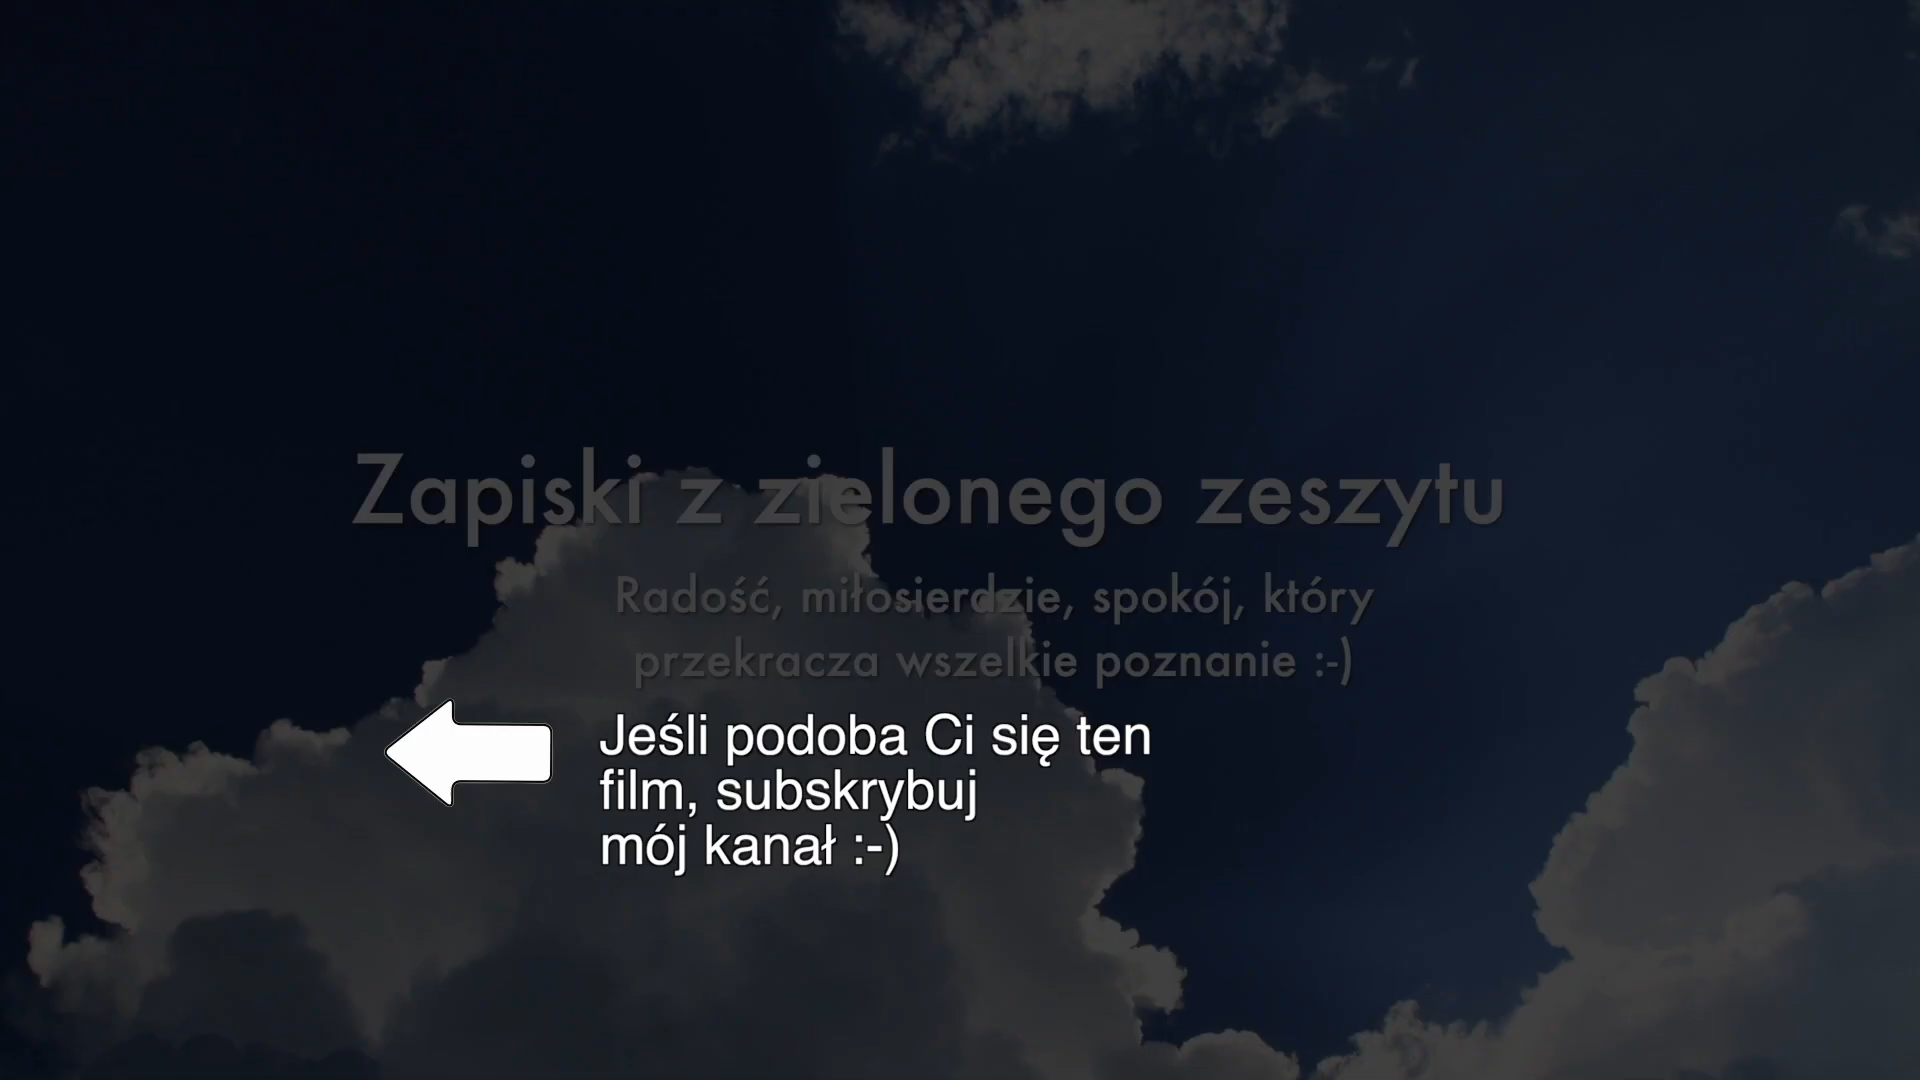 Zapiski z zielonego zeszytu
Radość, miłosierdzie, spokój, który
przekracza wszelkie poznanie :-)
Jeśli podoba Ci się ten
film, subskrybuj
mój kanał :-)